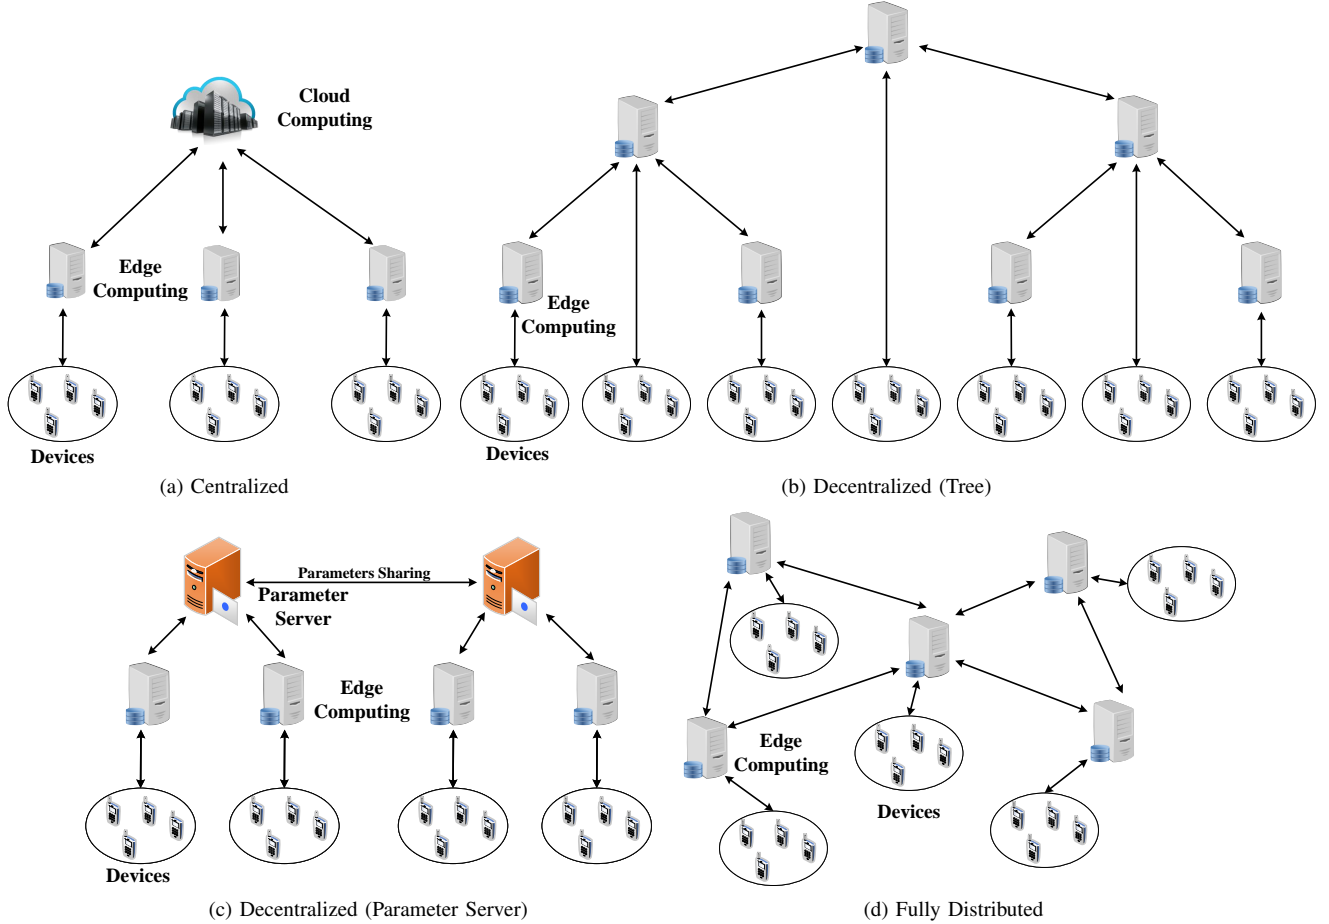 Cloud
Computing
Edge
Computing
Devices
(a) Centralized
Edge
Computing
Devices
(b) Decentralized (Tree)
Parameters Sharing
Parameter
Server
Edge
Computing
Devices
(c) Decentralized (Parameter Server)
Edge
Computing
Devices
(d) Fully Distributed